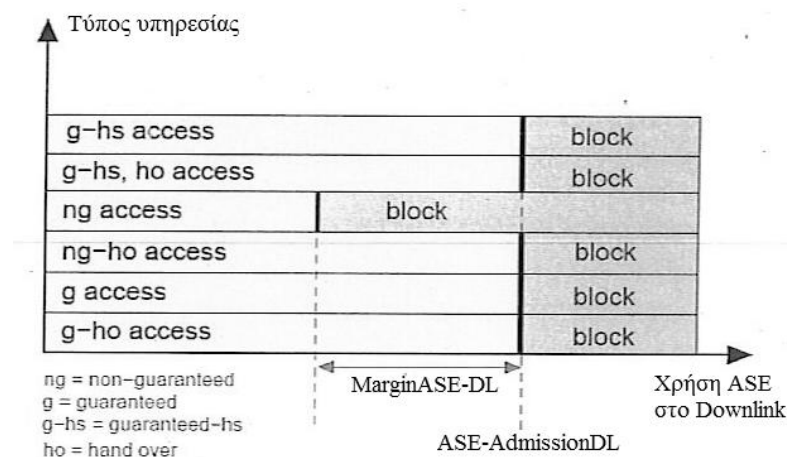 Τύπος υπηρεσίας
g-hs access
block
g-hs, ho access
block
ng access
block
ng-ho access
block
g access
block
g-ho access
block
ng = non-guaranteed
g = guaranteed
g-hs = guaranteed-hs
ho = hand over
MarginASE-DL
ASE-AdmissionDL
Χρήση ASE
στο Downlink